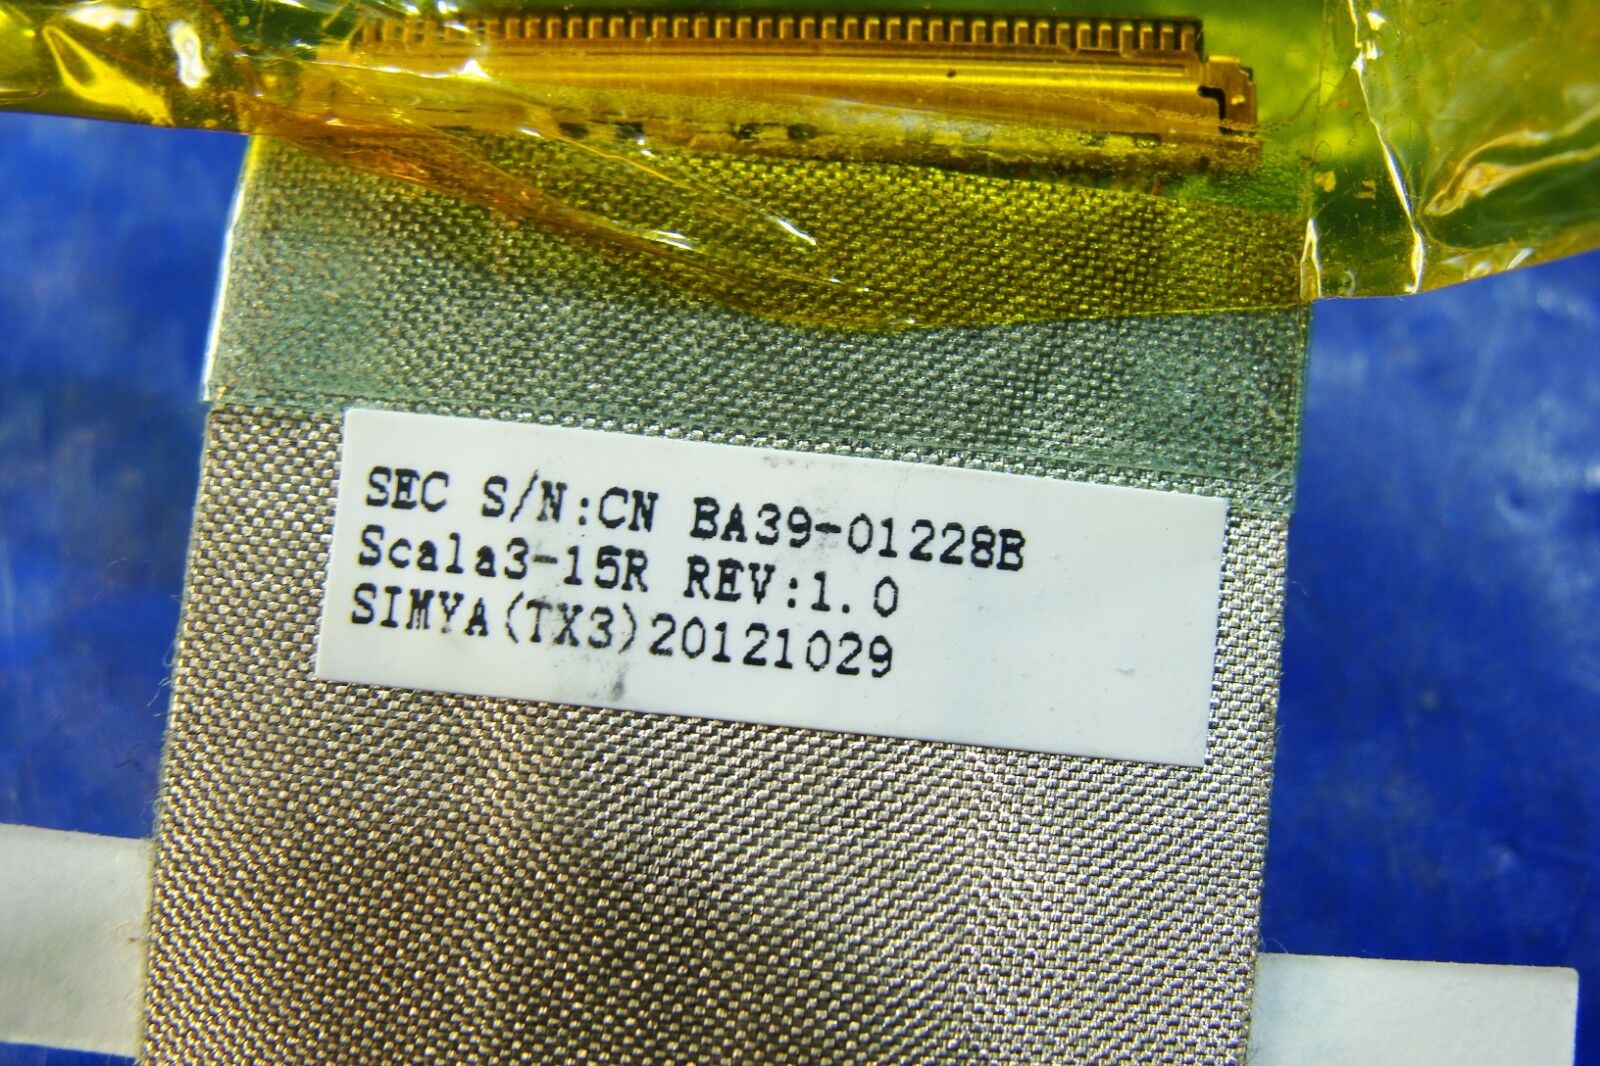 SEC S/N:CN BA39-01228B
Scala3-15R REV:1.0
SIMYA(TX3)20121029